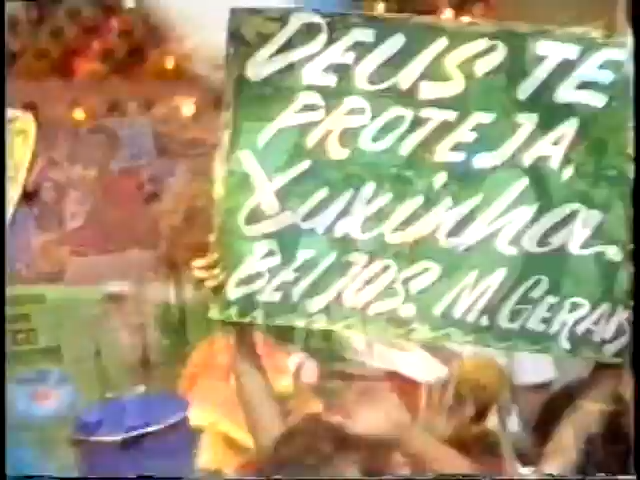 DEUS TE
PROTEJA,
Xuxinha.
BEIJOS. M. GERAIS